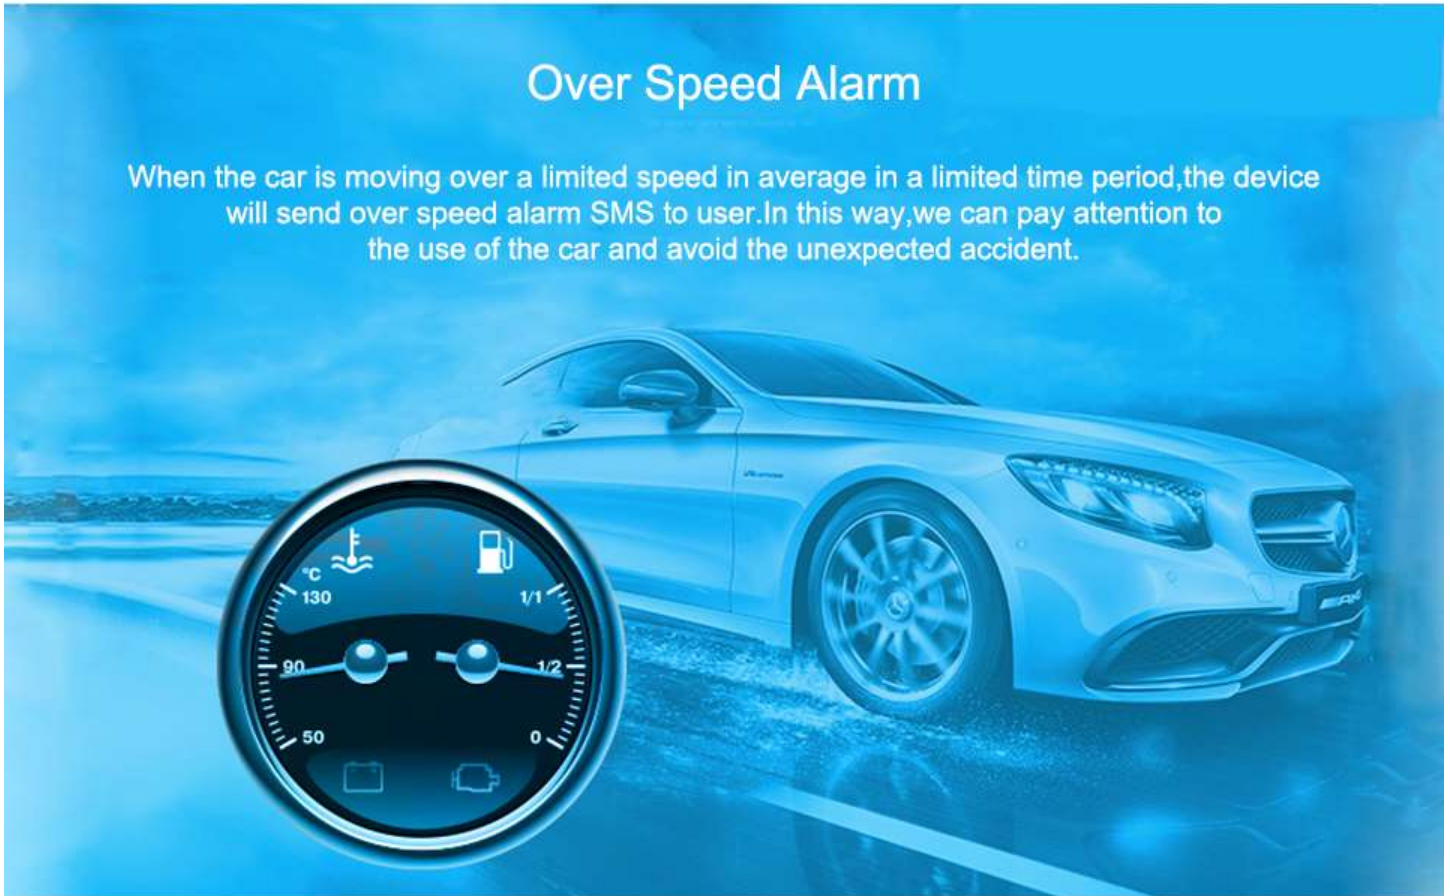 Over Speed Alarm
When the car is moving over a limited speed in average in a limited time period,the device
will send over speed alarm SMS to user.In this way,we can pay attention to
the use of the car and avoid the unexpected accident.
°C
130
1/1
90
1/2
50
0